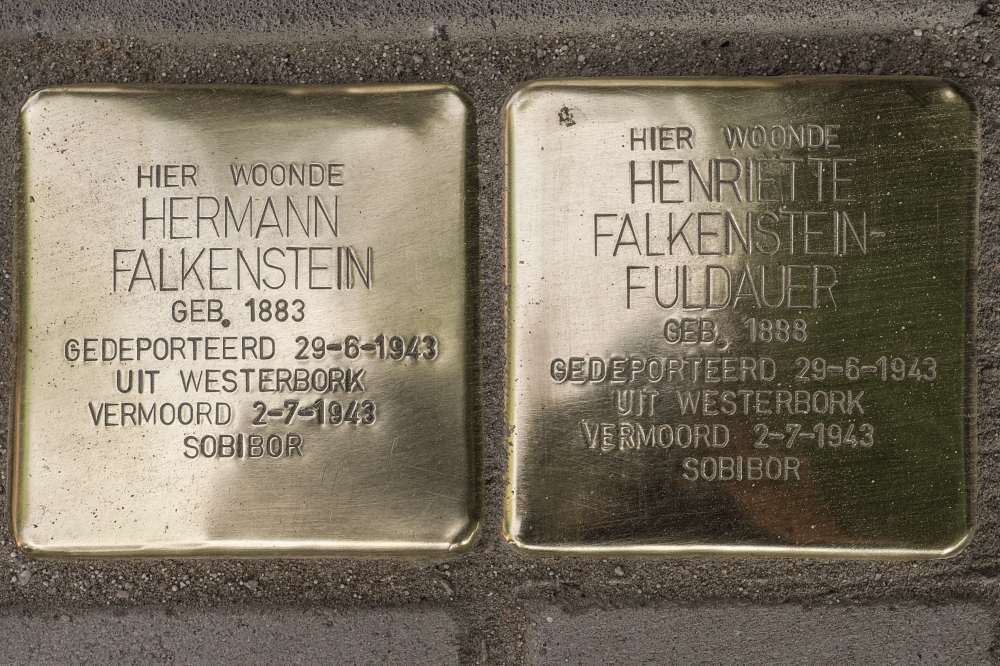 HIER WOONDE
HERMANN
FALKENSTEIN
GEB. 1883
GEDEPORTEERD 29-6-1943
UIT WESTERBORK
VERMOORD 2-7-1943
SOBIBOR
HIER WOONDE
HENRIETTE
FALKENSTEIN-
FULDAUER
GEB. 1888
GEDEPORTEERD 29-6-1943
UIT WESTERBORK
VERMOORD 2-7-1943
SOBIBOR